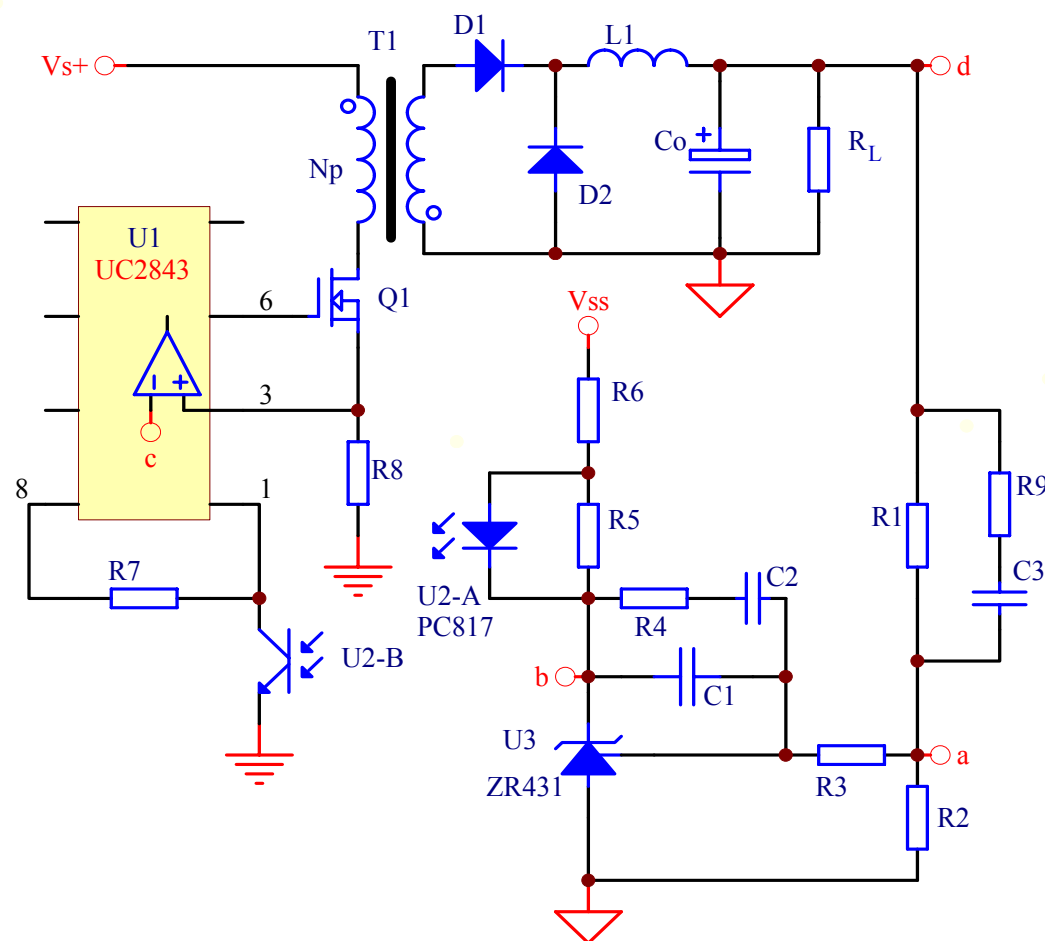 T1
D1
L1
Vs+
d
Np
Co
+
R_L
D2
U1
UC2843
6
Q1
Vss
3
R6
c
R8
8
1
R5
R1
R9
R7
C2
C3
U2-A
PC817
R4
U2-B
b
C1
U3
ZR431
R3
a
R2